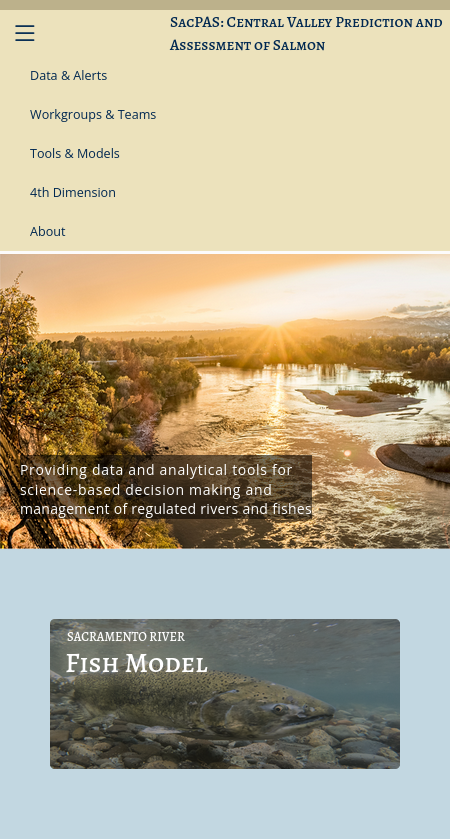 SacPAS: Central Valley Prediction and
Assessment of Salmon
Data & Alerts
Workgroups & Teams
Tools & Models
4th Dimension
About
Providing data and analytical tools for
science-based decision making and
management of regulated rivers and fishes
SACRAMENTO RIVER
Fish Model